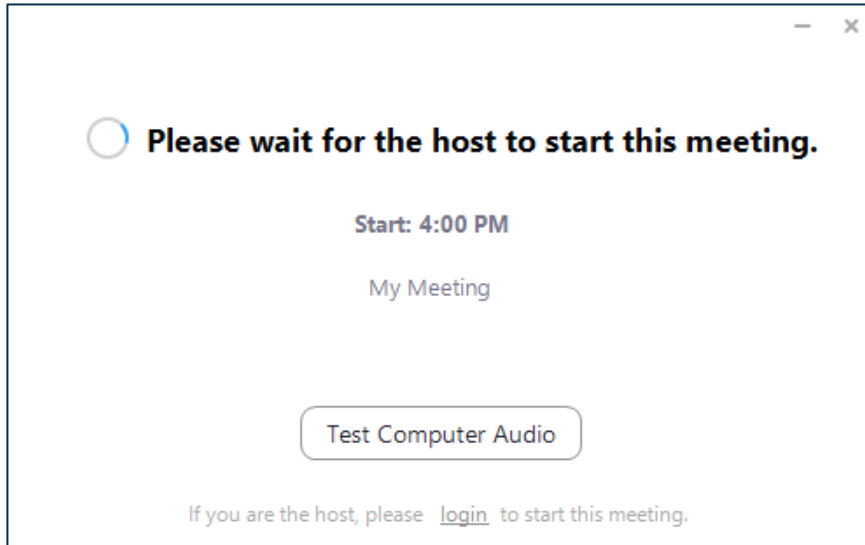 Please wait for the host to start this meeting.
Start: 4:00 PM
My Meeting
Test Computer Audio
If you are the host, please login to start this meeting.